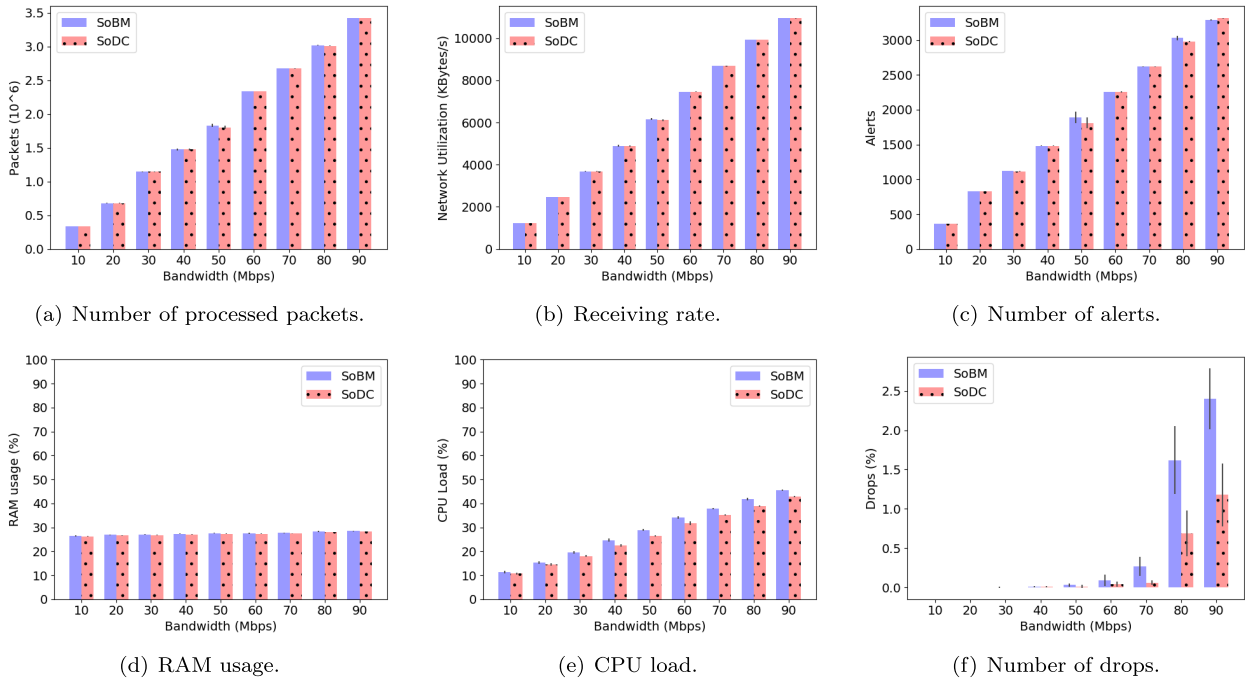 3.5
3.0
2.5
2.0
1.5
1.0
0.5
0.0
Packets (10^6)
SoBM
SoDC
10 20 30 40 50 60 70 80 90
Bandwidth (Mbps)
(a) Number of processed packets.
10000
8000
6000
4000
2000
0
Network Utilization (KBytes/s)
SoBM
SoDC
10 20 30 40 50 60 70 80 90
Bandwidth (Mbps)
(b) Receiving rate.
3000
2500
2000
1500
1000
500
0
Alerts
SoBM
SoDC
10 20 30 40 50 60 70 80 90
Bandwidth (Mbps)
(c) Number of alerts.
100
90
80
70
60
50
40
30
20
10
0
RAM usage (%)
SoBM
SoDC
10 20 30 40 50 60 70 80 90
Bandwidth (Mbps)
(d) RAM usage.
100
90
80
70
60
50
40
30
20
10
0
CPU Load (%)
SoBM
SoDC
10 20 30 40 50 60 70 80 90
Bandwidth (Mbps)
(e) CPU load.
2.5
2.0
1.5
1.0
0.5
0.0
Drops (%)
SoBM
SoDC
10 20 30 40 50 60 70 80 90
Bandwidth (Mbps)
(f) Number of drops.